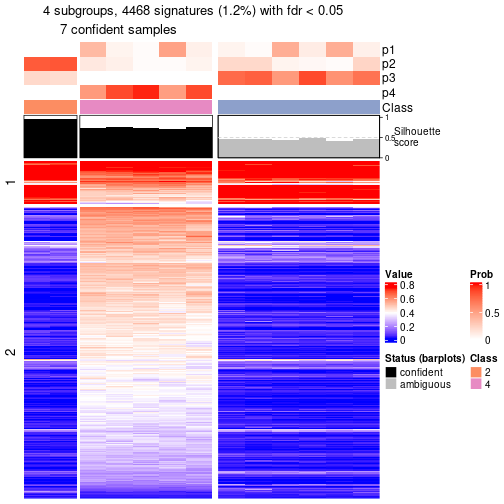 4 subgroups, 4468 signatures (1.2%) with fdr < 0.05
7 confident samples
p1
p2
p3
p4
Class
1
0.5
0
Silhouette
score
1
2
Value
0.8
0.6
0.4
0.2
0
Prob
1
0.5
0
Status (barplots)
confident
ambiguous
Class
2
4